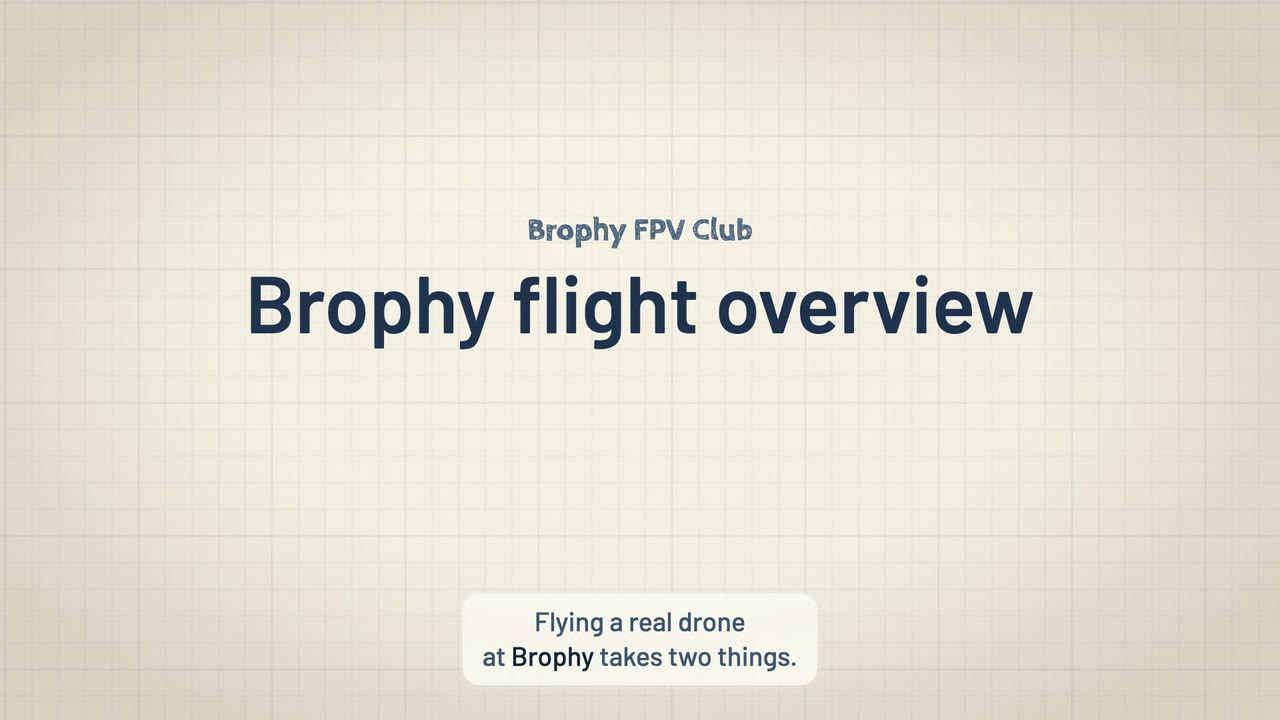 Brophy FPV Club
Brophy flight overview
Flying a real drone
at Brophy takes two things.